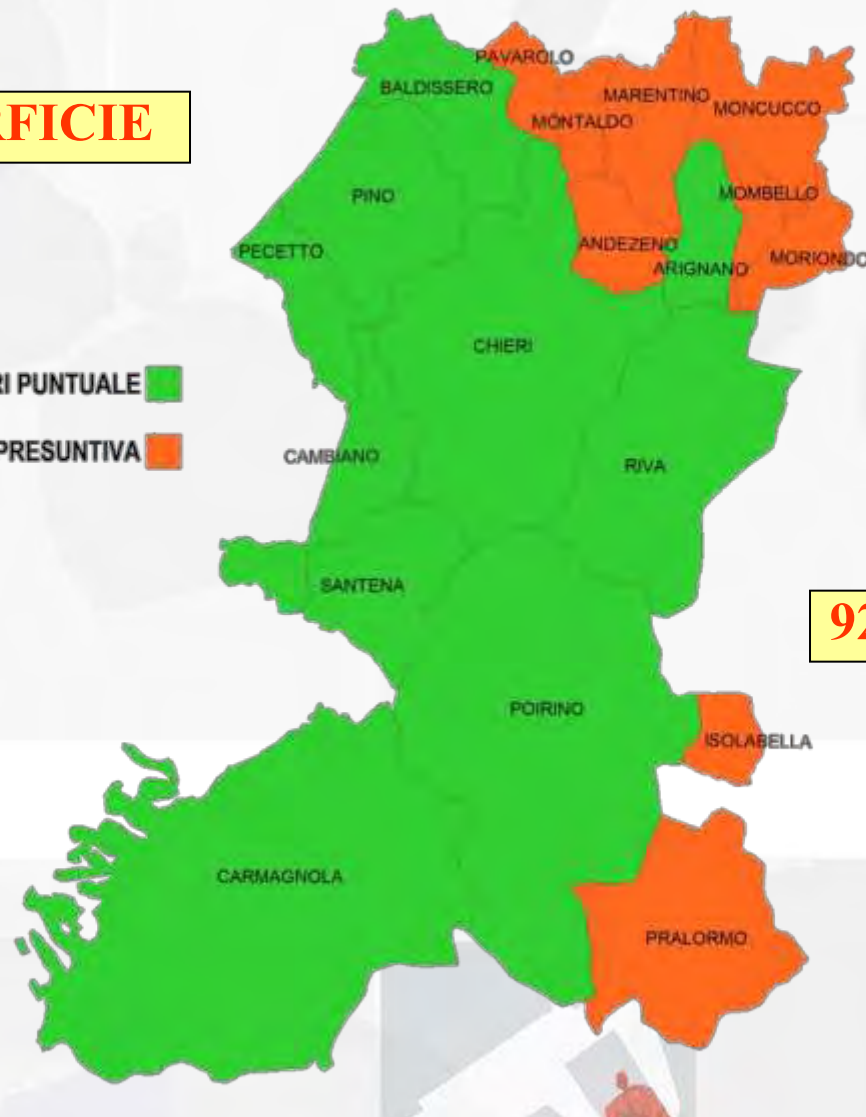 RFICIE
PAVAROLO
BALDISSERO
MARENTINO
MONCUCCO
MONTALDO
PINO
MOMBELLO
PECETTO
ANDEZENO
ARIGNANO
MORIONDO
CHIERI
RI PUNTUALE
PRESUNTIVA
CAMBIANO
RIVA
SANTENA
92
POIRINO
ISOLABELLA
CARMAGNOLA
PRALORMO